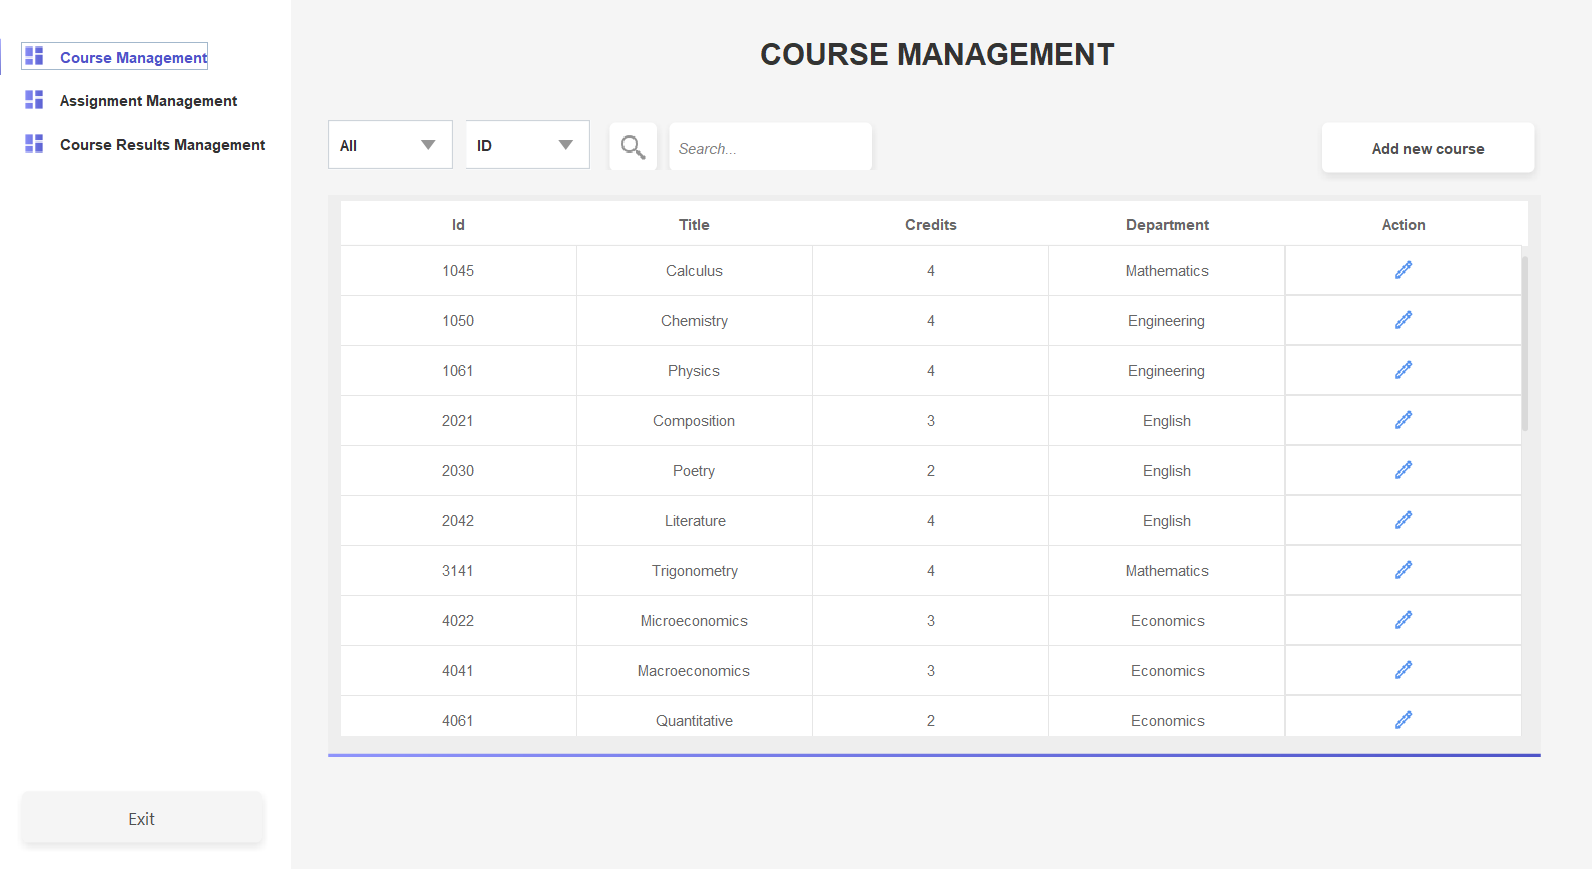 Course Management
Assignment Management
Course Results Management
Exit
COURSE MANAGEMENT
All ID Search... Add new course
Id Title Credits Department Action
1045 Calculus 4 Mathematics
1050 Chemistry 4 Engineering
1061 Physics 4 Engineering
2021 Composition 3 English
2030 Poetry 2 English
2042 Literature 4 English
3141 Trigonometry 4 Mathematics
4022 Microeconomics 3 Economics
4041 Macroeconomics 3 Economics
4061 Quantitative 2 Economics